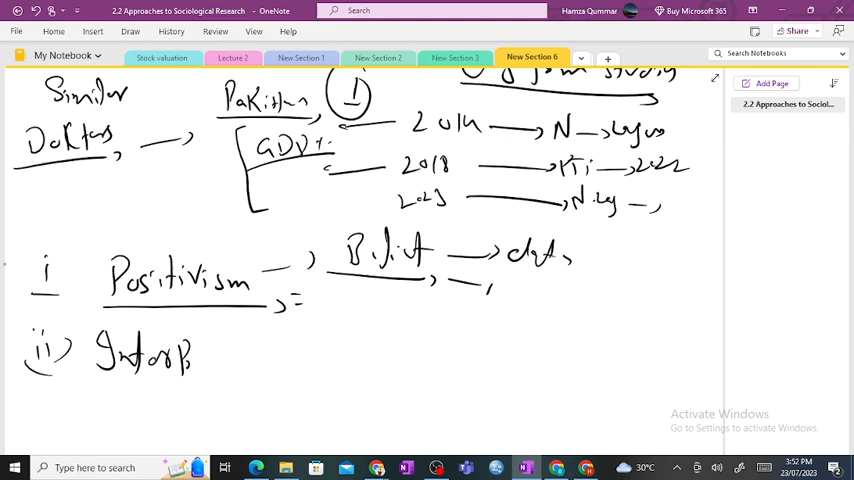 2.2 Approaches to Sociological Research - OneNote
Search
Hamza Qummar
Buy Microsoft 365
File Home Insert Draw History Review View Help
Share
My Notebook
Stock valuation Lecture 2 New Section 1 New Section 2 New Section 3 New Section 6
Search Notebooks
Add Page
2.2 Approaches to Sociol...
Similar
Pakistan, 1
Doktors, 2014 N
2018 2022
2023
i Positivism
ii) Interp
Activate Windows
Go to Settings to activate Windows.
Type here to search
30°C
3:52 PM
23/07/2023